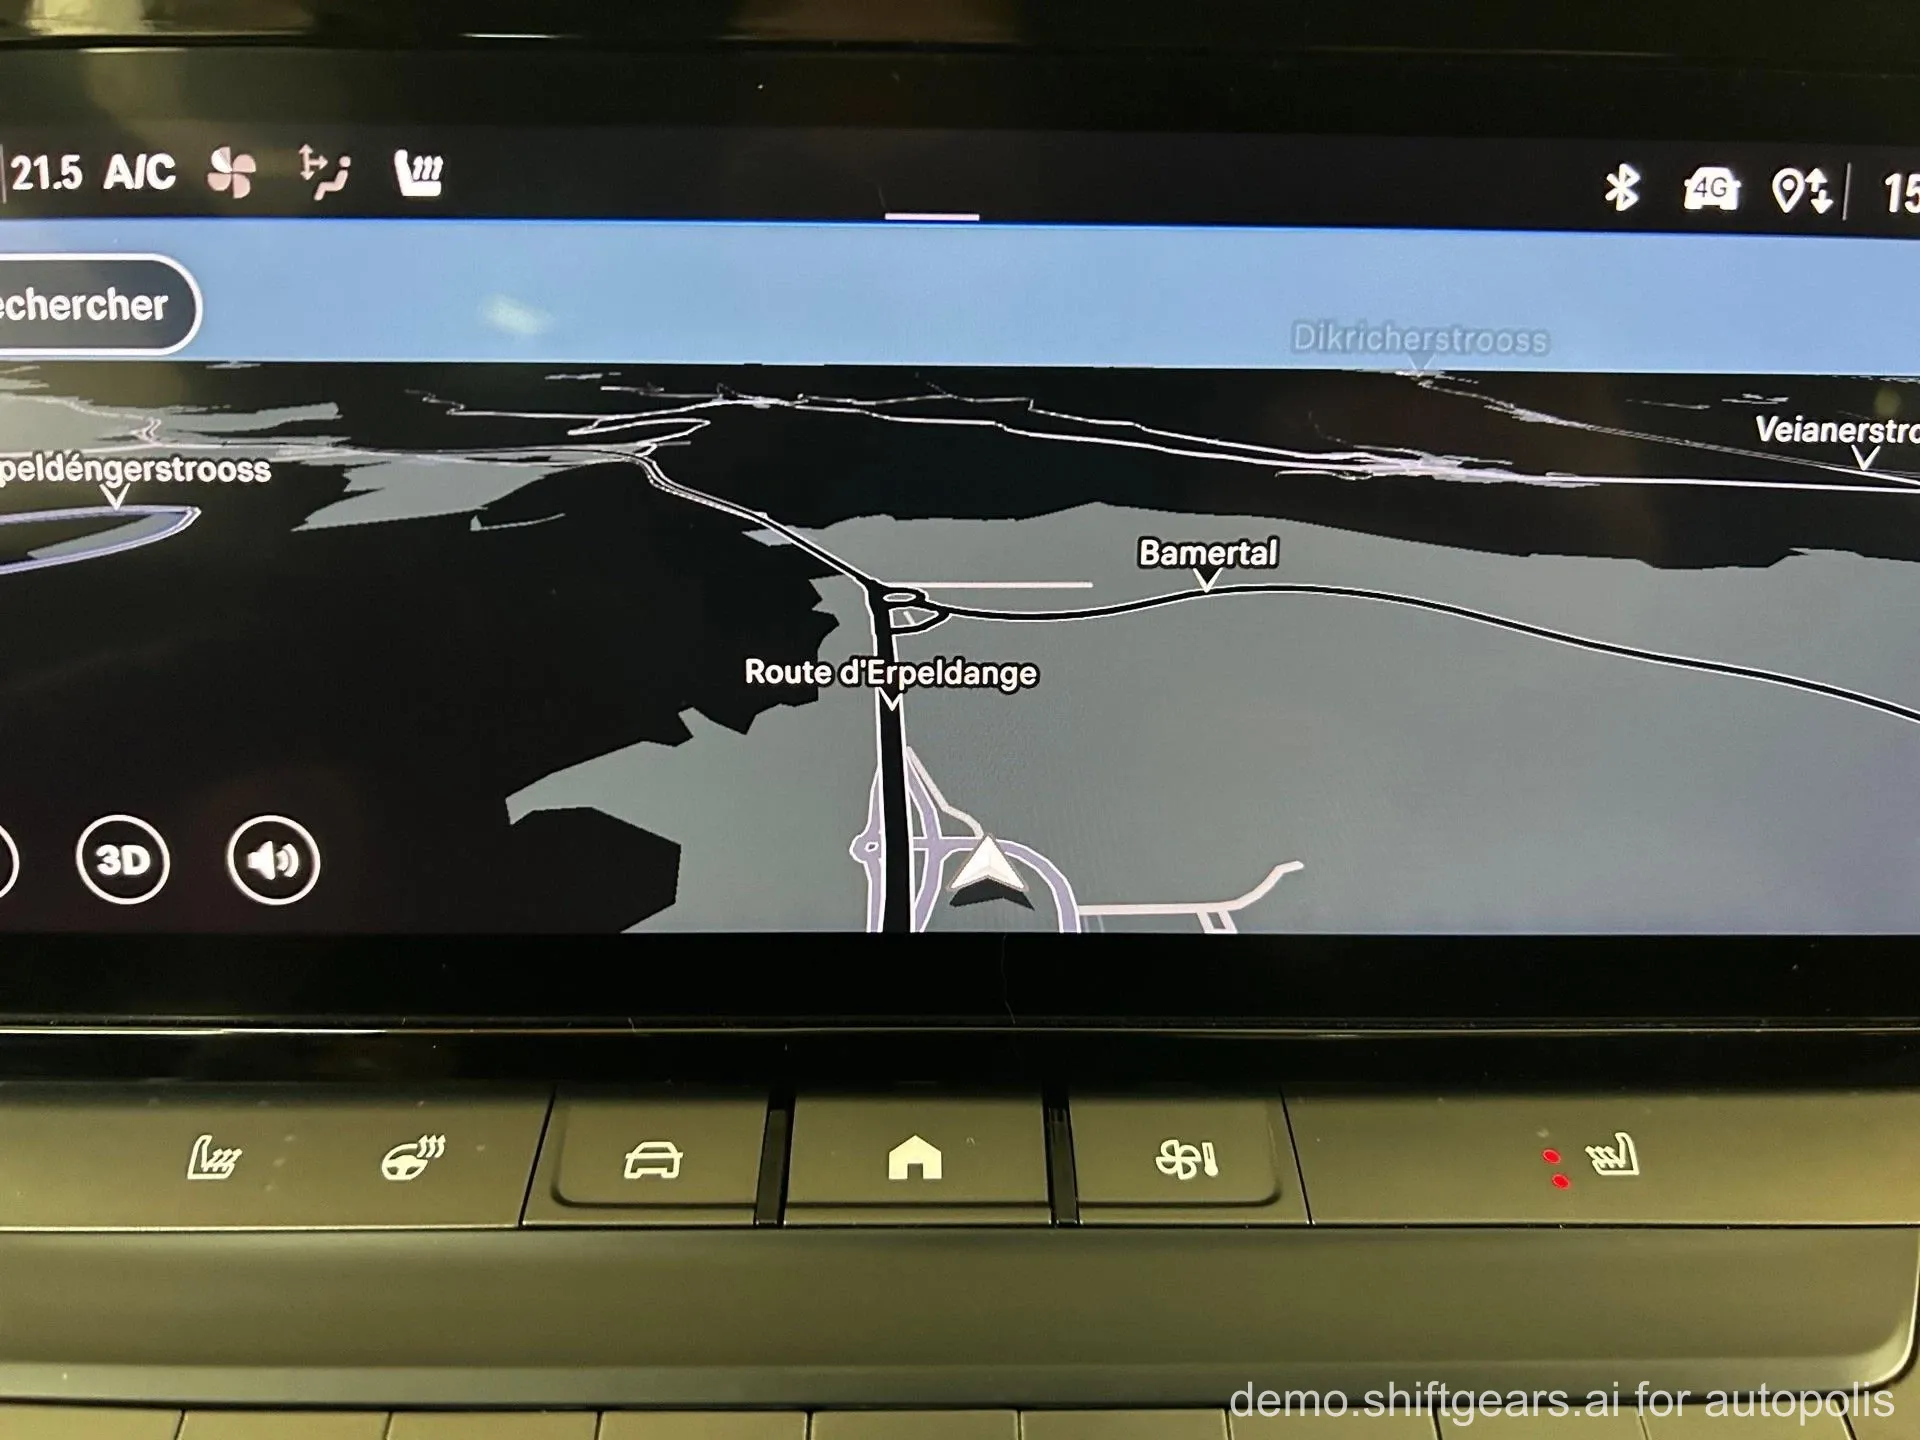 21.5 A/C
4G
15
echercher
Dikricherstrooss
Veianerstro
peldéngerstrooss
Bamertal
Route d'Erpeldange
3D
demo.shiftgears.ai for autopolis